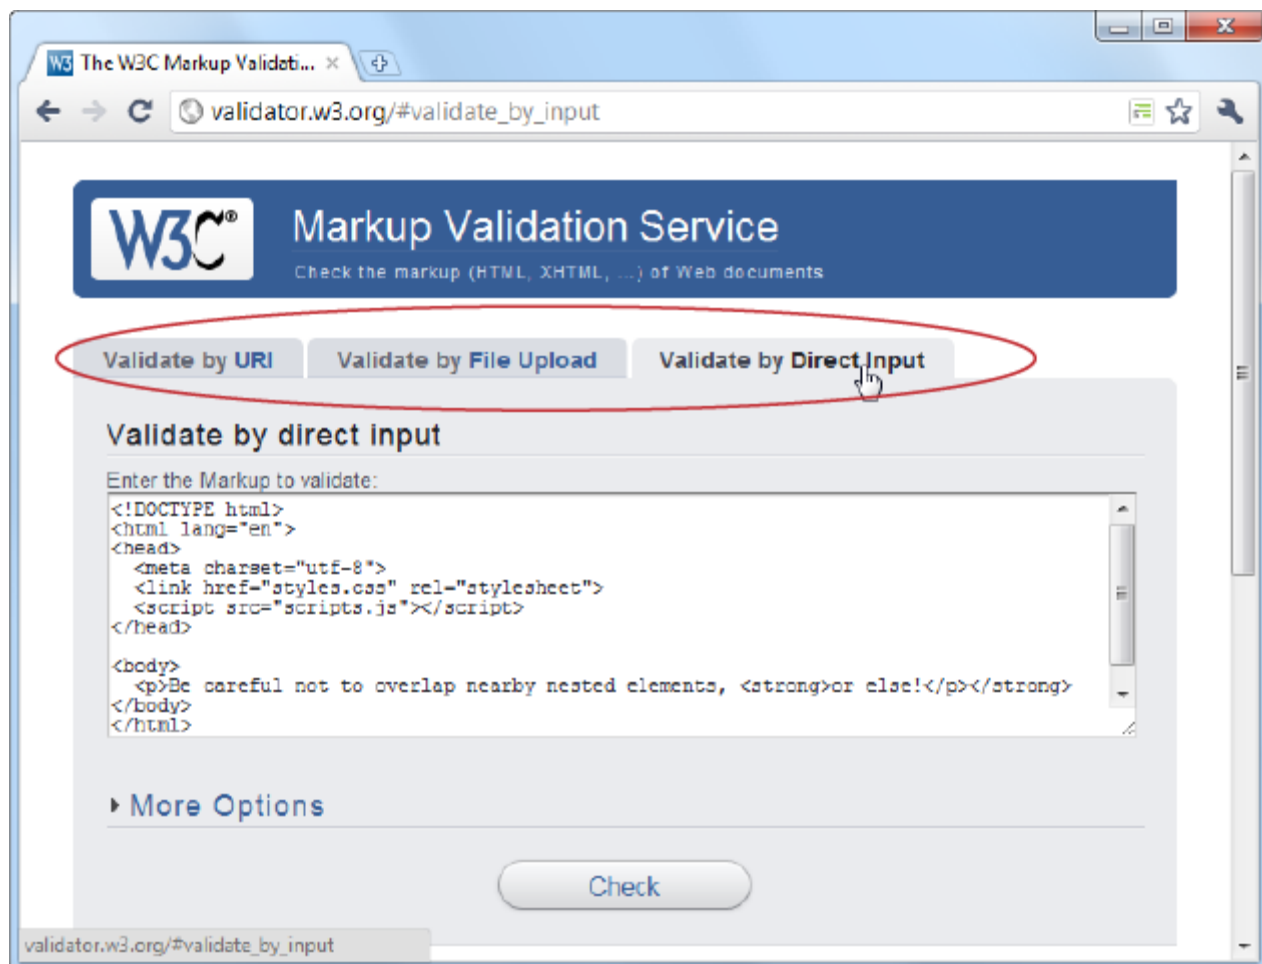 The W3C Markup Validati...
validator.w3.org/#validate_by_input
W3C®
Markup Validation Service
Check the markup (HTML, XHTML, ...) of Web documents
Validate by URI Validate by File Upload Validate by Direct Input
Validate by direct input
Enter the Markup to validate:
<!DOCTYPE html>
<html lang="en">
<head>
<meta charset="utf-8">
<link href="styles.css" rel="stylesheet">
<script src="scripts.js"></script>
</head>
<body>
<p>Be careful not to overlap nearby nested elements, <strong>or else!</p></strong>
</body>
</html>
More Options
Check
validator.w3.org/#validate_by_input